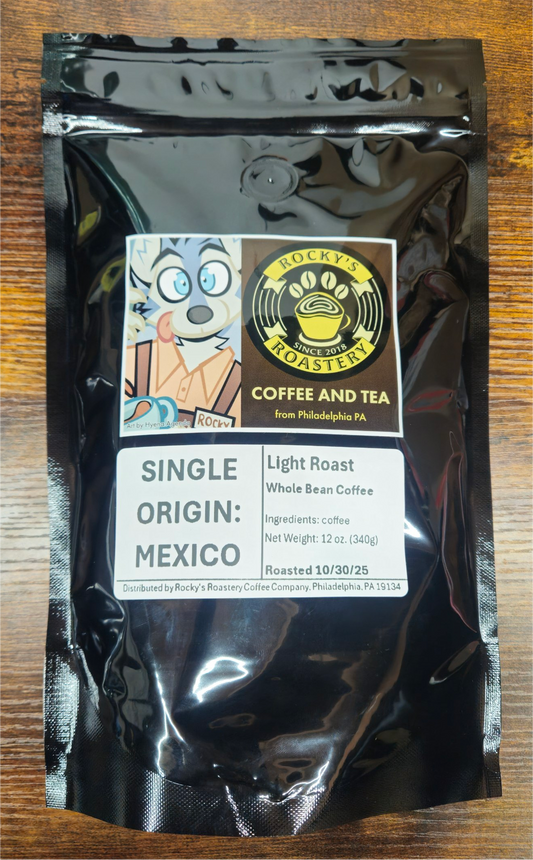 ROCKY'S
SINCE 2018
ROASTERY
COFFEE AND TEA
from Philadelphia PA
Art by
ROCKY
SINGLE
ORIGIN:
MEXICO
Light Roast
Whole Bean Coffee
Ingredients: coffee
Net Weight: 12 oz. (340g)
Roasted 10/30/25
Distributed by Rocky's Roastery Coffee Company, Philadelphia, PA 19134